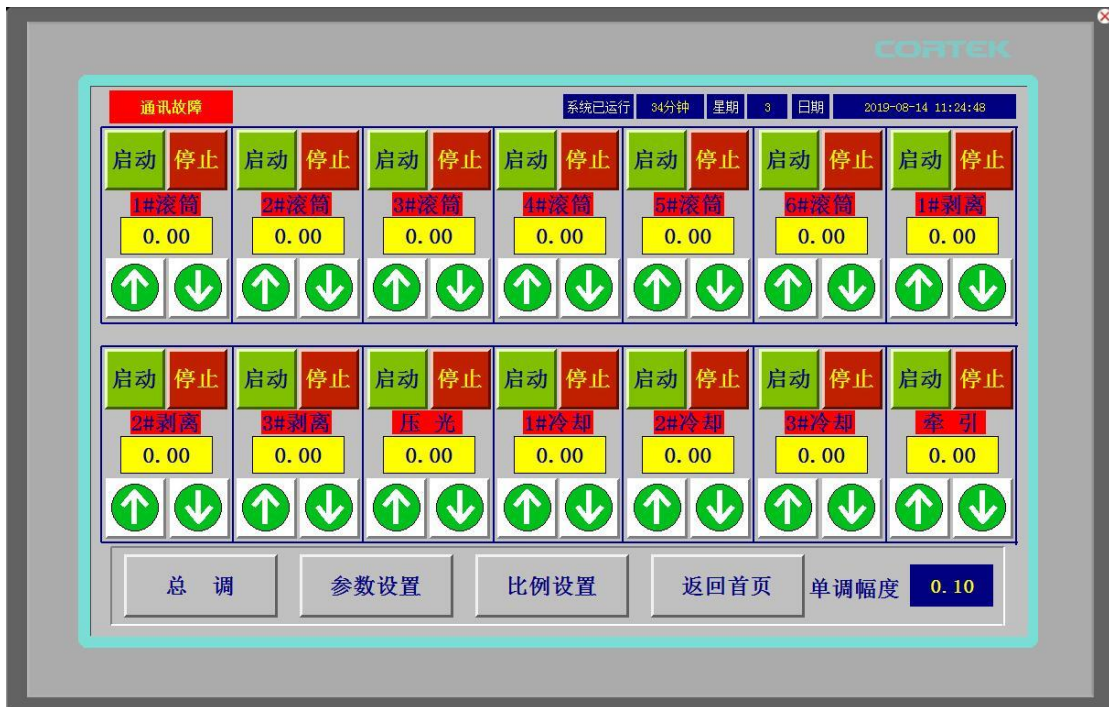 CORTEK
通讯故障 系统已运行 34分钟 星期 3 日期 2019-08-14 11:24:48
启动 停止 启动 停止 启动 停止 启动 停止 启动 停止 启动 停止 启动 停止
1#滚筒 2#滚筒 3#滚筒 4#滚筒 5#滚筒 6#滚筒 1#剥离
0.00 0.00 0.00 0.00 0.00 0.00 0.00
启动 停止 启动 停止 启动 停止 启动 停止 启动 停止 启动 停止 启动 停止
2#剥离 3#剥离 压 光 1#冷却 2#冷却 3#冷却 牵 引
0.00 0.00 0.00 0.00 0.00 0.00 0.00
总 调 参数设置 比例设置 返回首页 单调幅度 0.10